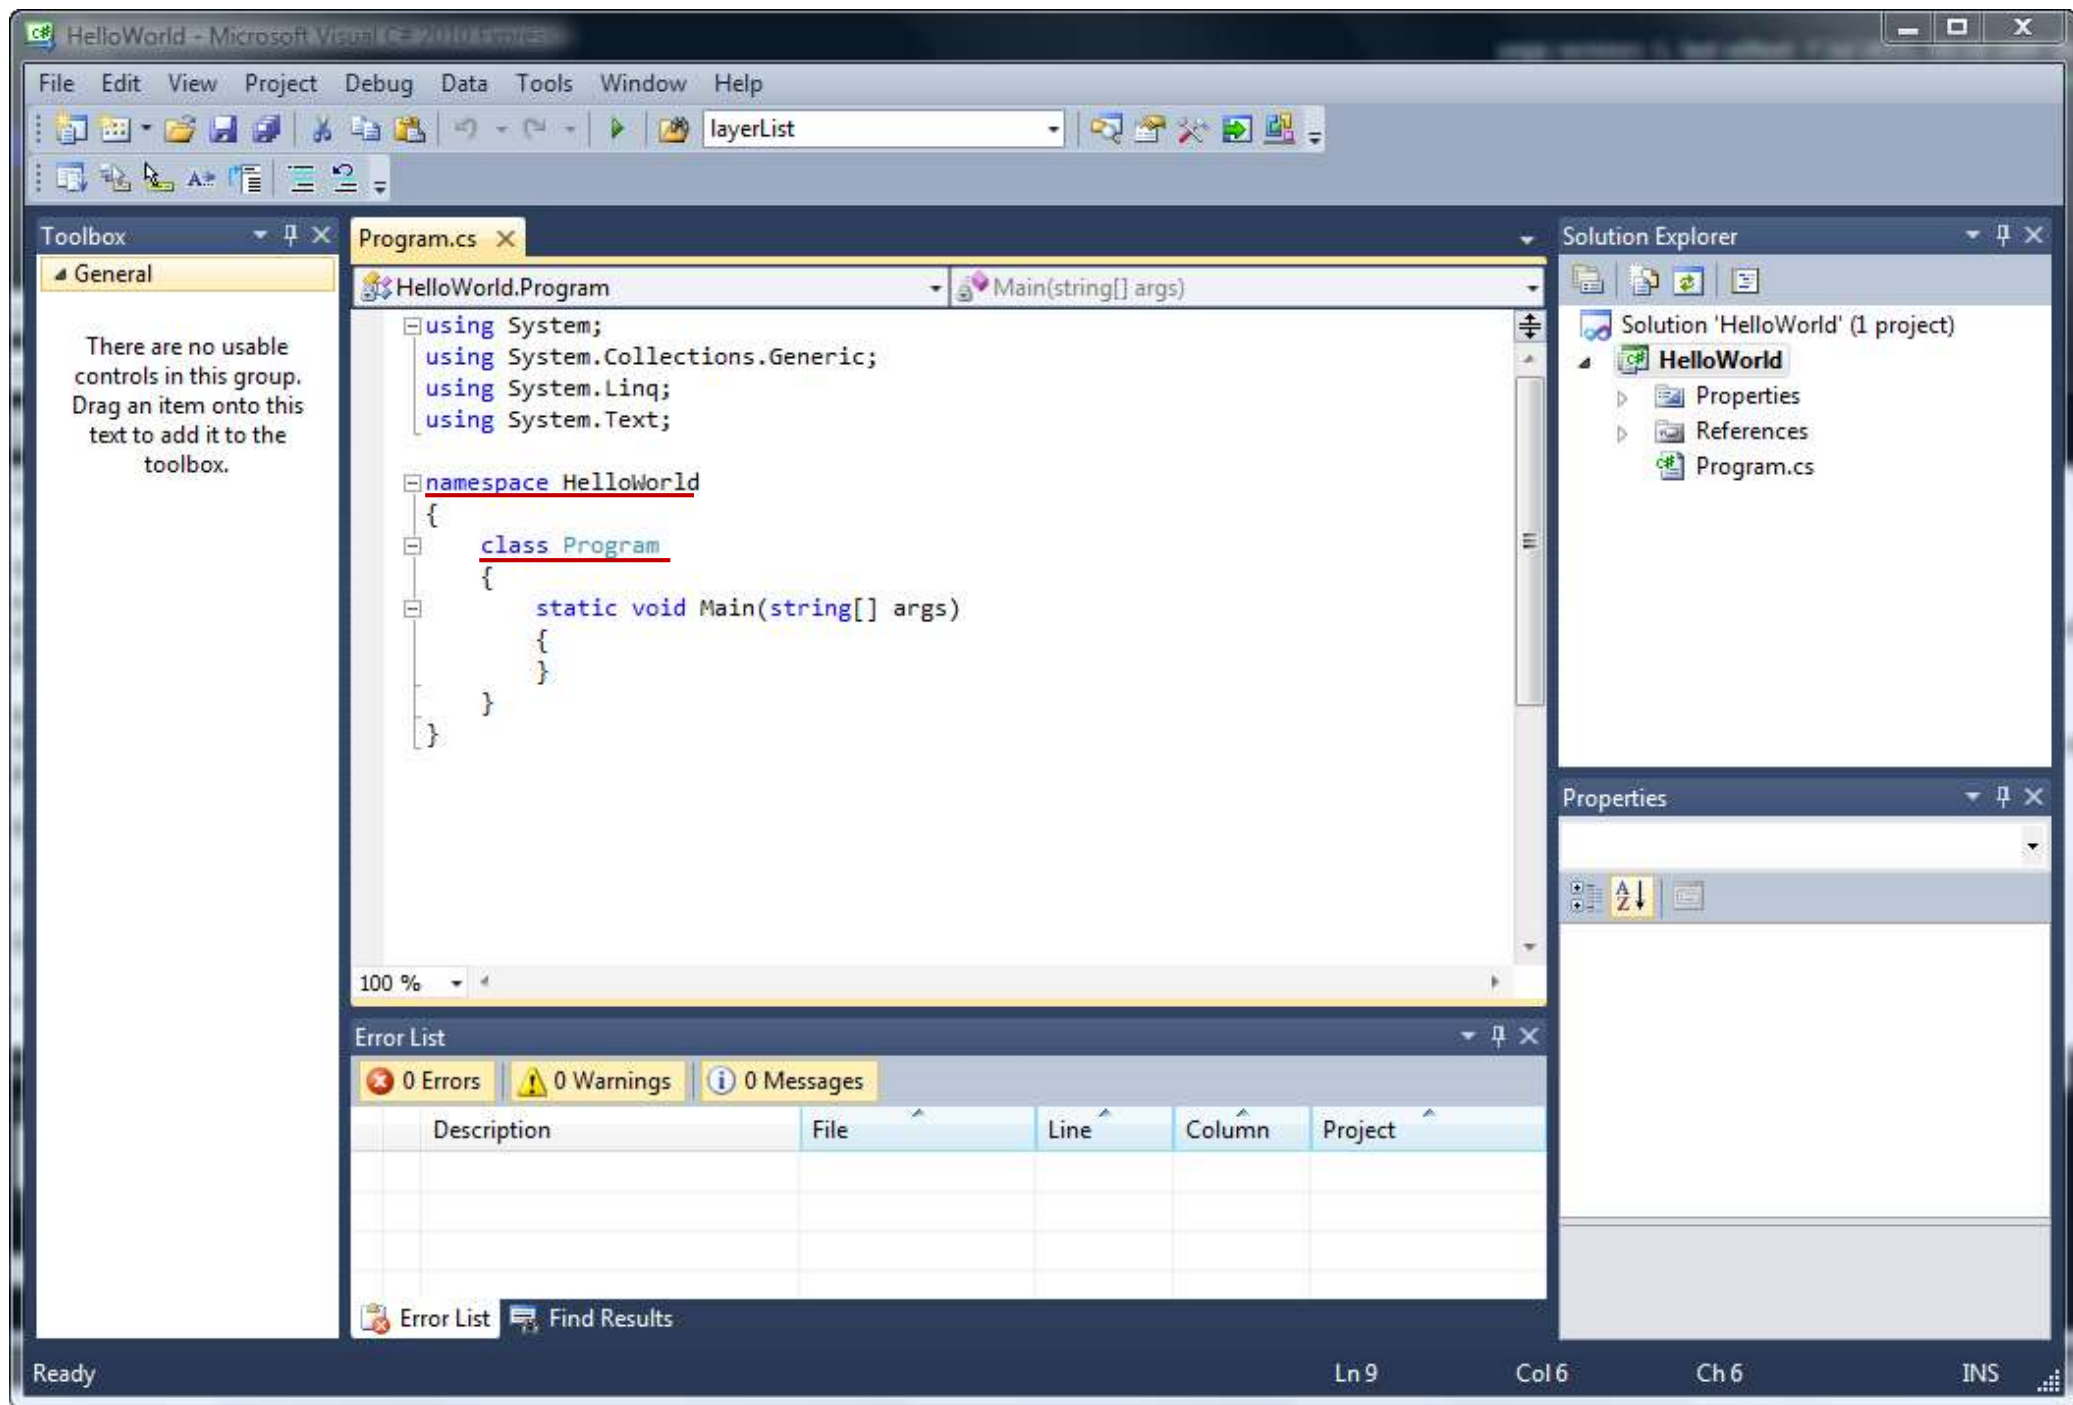 HelloWorld - Microsoft Visual C# 2010 Express
File Edit View Project Debug Data Tools Window Help
layerList
Toolbox
General
There are no usable
controls in this group.
Drag an item onto this
text to add it to the
toolbox.
Program.cs
HelloWorld.Program
Main(string[] args)
using System;
using System.Collections.Generic;
using System.Linq;
using System.Text;
namespace HelloWorld
{
class Program
{
static void Main(string[] args)
{
}
}
}
100 %
Error List
0 Errors
0 Warnings
0 Messages
Description File Line Column Project
Error List
Find Results
Solution Explorer
Solution 'HelloWorld' (1 project)
HelloWorld
Properties
References
Program.cs
Properties
Ready
Ln 9
Col 6
Ch 6
INS